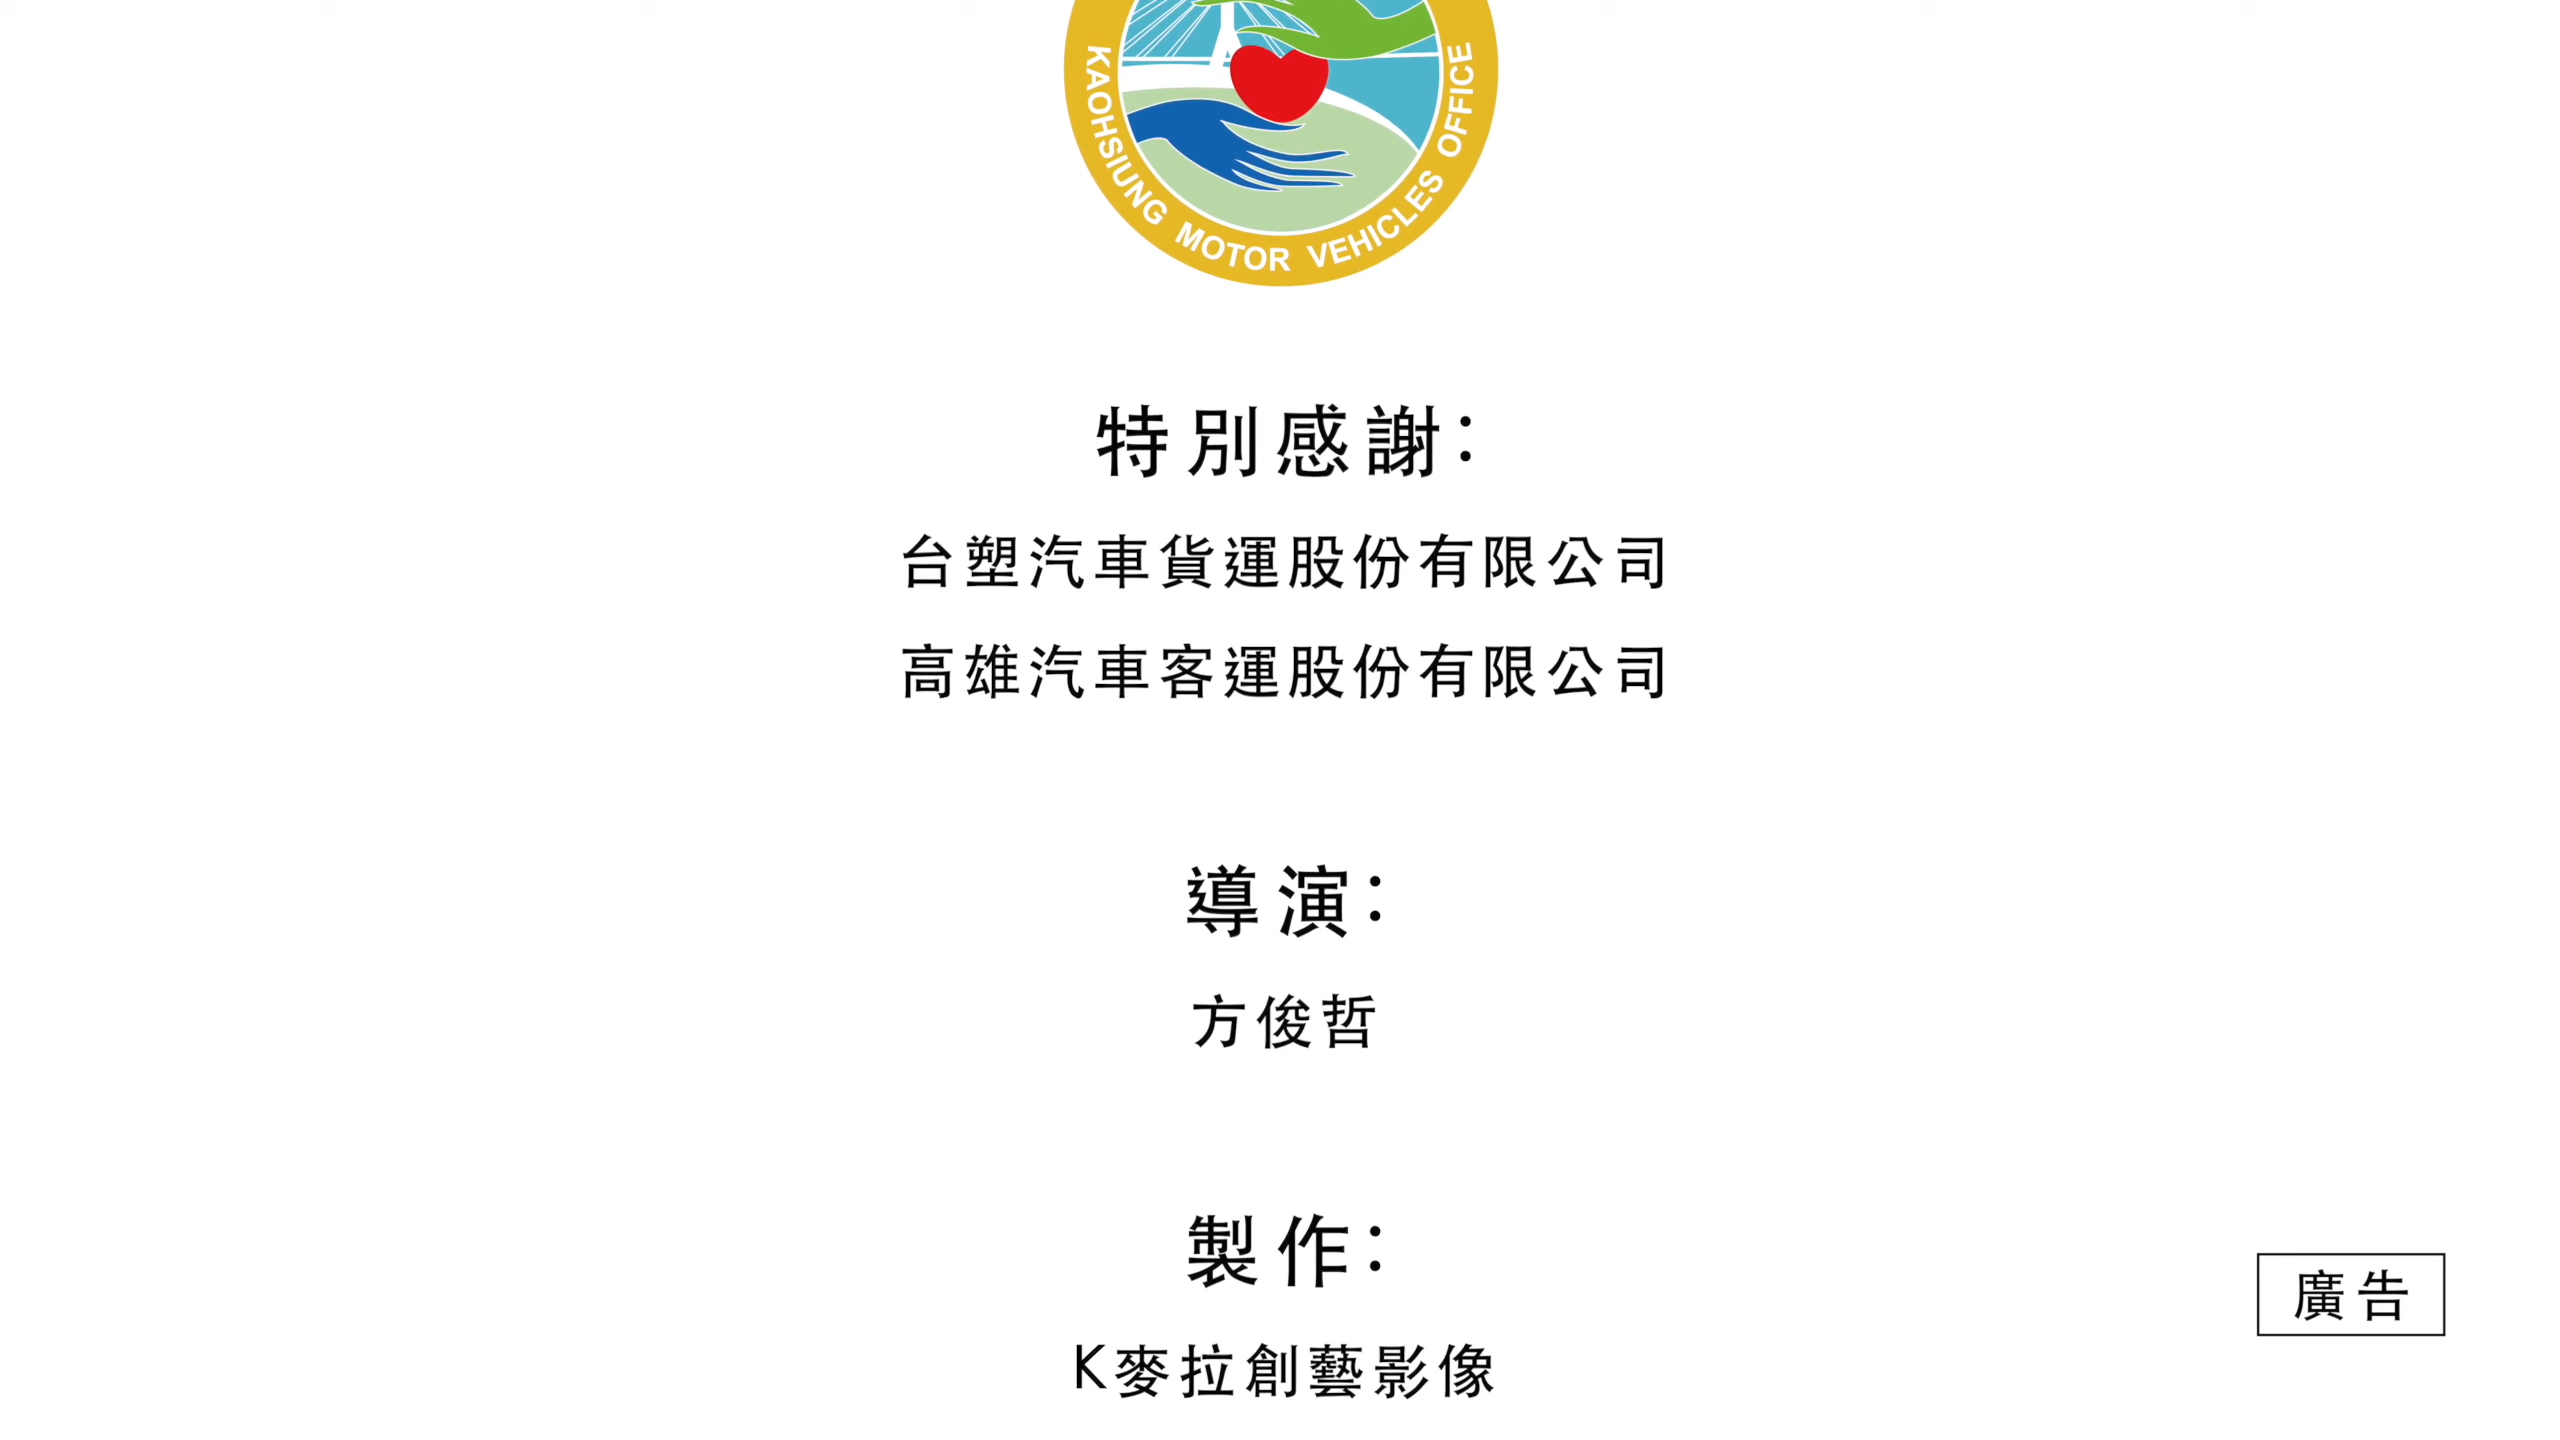 KAOHSIUNG MOTOR VEHICLES OFFICE
特別感謝:
台塑汽車貨運股份有限公司
高雄汽車客運股份有限公司
導演:
方俊哲
製作:
廣告
K麥拉創藝影像